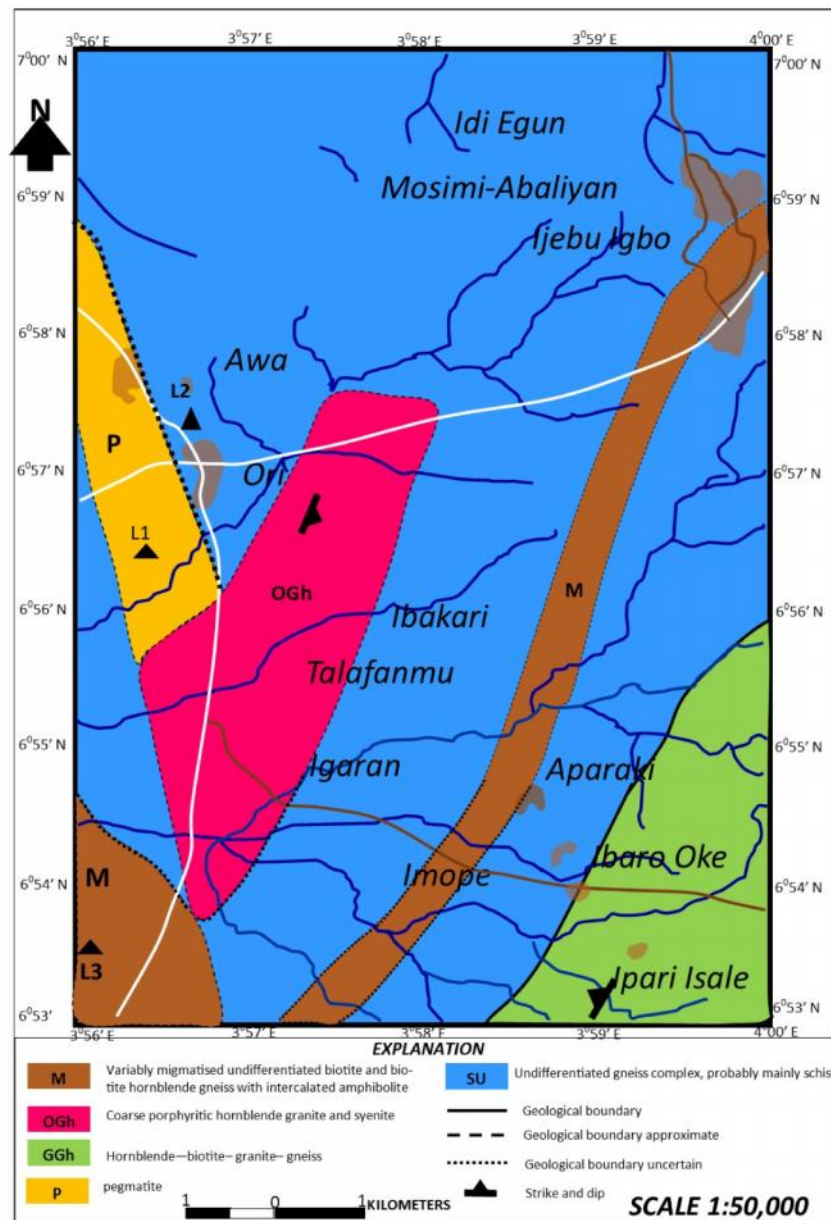 3⁰56' E 3⁰57' E 3⁰58' E 3⁰59' E 4⁰00' E
7⁰00' N 7⁰00' N
N
Idi Egun
Mosimi-Abaliyan
6⁰59' N 6⁰59' N
Ijebu Igbo
6⁰58' N 6⁰58' N
Awa
L2
P
6⁰57' N 6⁰57' N
Ori
L1
OGh M
6⁰56' N 6⁰56' N
Ibakari
Talafanmu
6⁰55' N 6⁰55' N
Igaran Aparaki
Ibaro Oke
M Imope
6⁰54' N 6⁰54' N
L3
Ipari Isale
6⁰53' 6⁰53' N
3⁰56' E 3⁰57' E 3⁰58' E 3⁰59' E 4⁰00' E
EXPLANATION
M Variably migmatised undifferentiated biotite and bio-
tite hornblende gneiss with intercalated amphibolite
OGh Coarse porphyritic hornblende granite and syenite
GGh Hornblende—biotite– granite– gneiss
P pegmatite
SU Undifferentiated gneiss complex, probably mainly schis
Geological boundary
Geological boundary approximate
Geological boundary uncertain
Strike and dip
1 0 1 KILOMETERS
SCALE 1:50,000